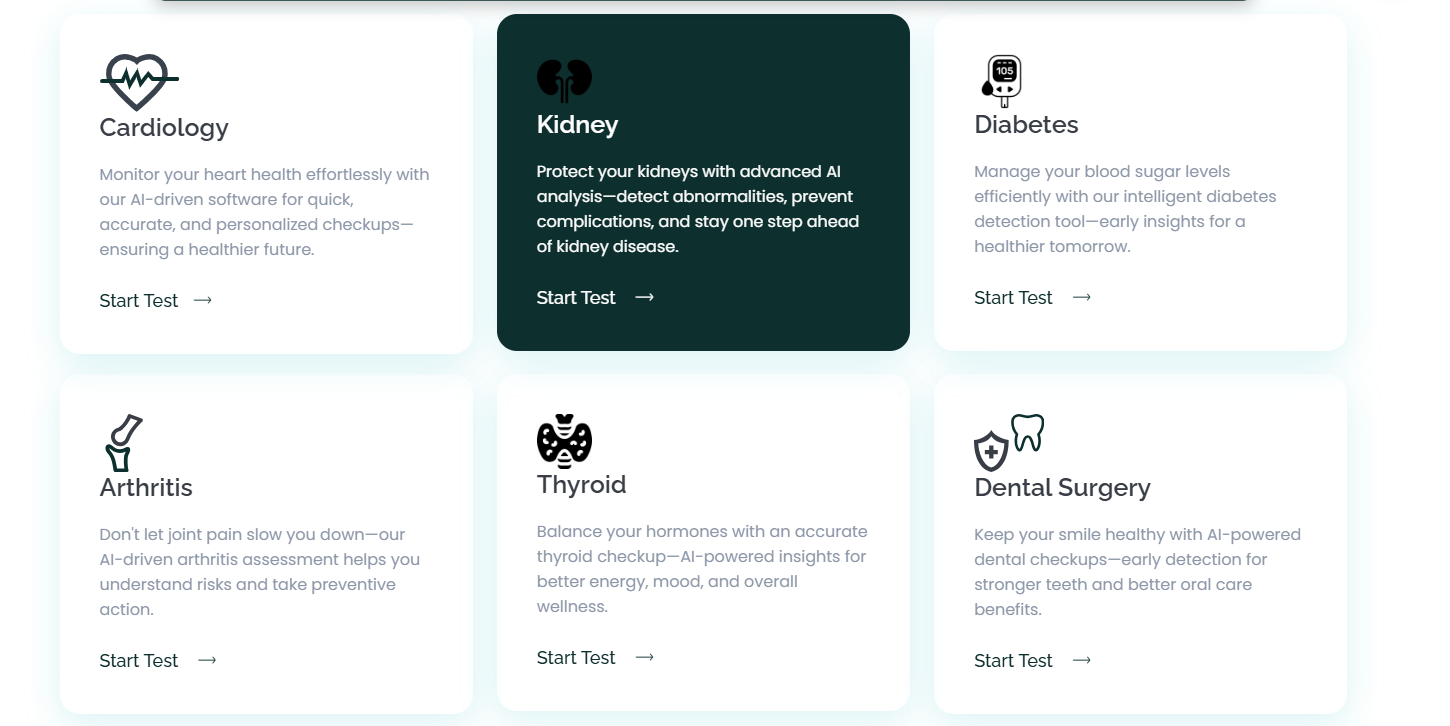 Cardiology
Monitor your heart health effortlessly with
our AI-driven software for quick,
accurate, and personalized checkups—
ensuring a healthier future.
Start Test
Kidney
Protect your kidneys with advanced AI
analysis—detect abnormalities, prevent
complications, and stay one step ahead
of kidney disease.
Start Test
105
Diabetes
Manage your blood sugar levels
efficiently with our intelligent diabetes
detection tool—early insights for a
healthier tomorrow.
Start Test
Arthritis
Don't let joint pain slow you down—our
AI-driven arthritis assessment helps you
understand risks and take preventive
action.
Start Test
Thyroid
Balance your hormones with an accurate
thyroid checkup—AI-powered insights for
better energy, mood, and overall
wellness.
Start Test
Dental Surgery
Keep your smile healthy with AI-powered
dental checkups—early detection for
stronger teeth and better oral care
benefits.
Start Test